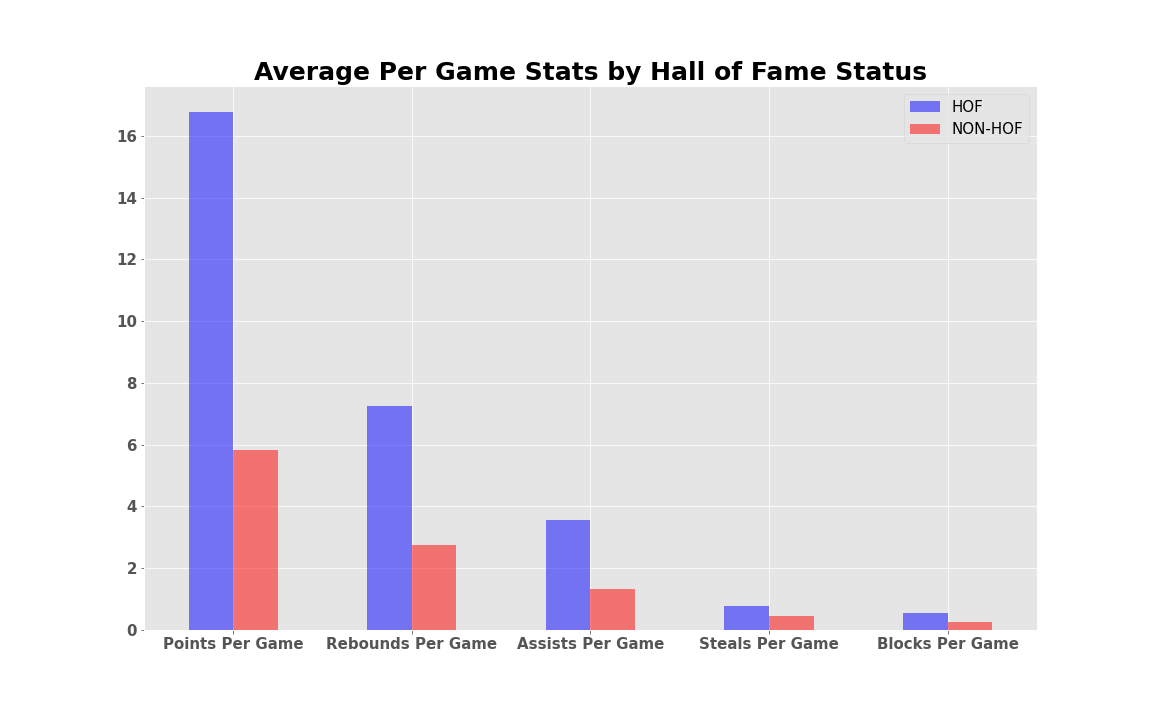 Average Per Game Stats by Hall of Fame Status
HOF
NON-HOF
16
14
12
10
8
6
4
2
0
Points Per Game
Rebounds Per Game
Assists Per Game
Steals Per Game
Blocks Per Game